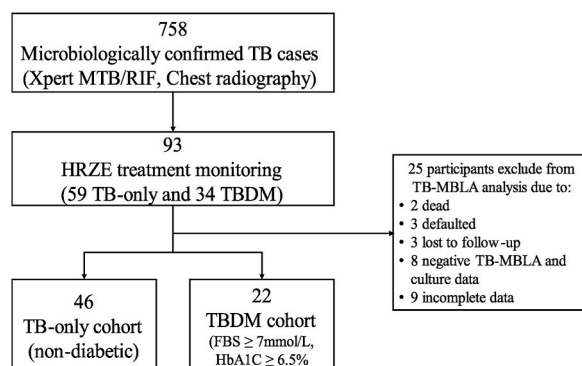 758
Microbiologically confirmed TB cases
(Xpert MTB/RIF, Chest radiography)
93
HRZE treatment monitoring
(59 TB-only and 34 TBDM)
25 participants exclude from
TB-MBLA analysis due to:
• 2 dead
• 3 defaulted
• 3 lost to follow-up
• 8 negative TB-MBLA and
culture data
• 9 incomplete data
46
TB-only cohort
(non-diabetic)
22
TBDM cohort
(FBS ≥ 7mmol/L,
HbA1C ≥ 6.5%